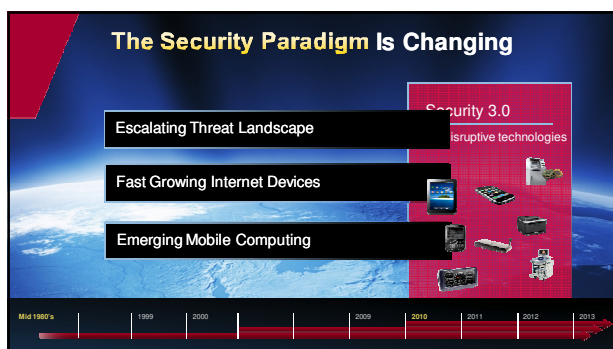 The Security Paradigm Is Changing
Security 3.0
isruptive technologies
Escalating Threat Landscape
Fast Growing Internet Devices
Emerging Mobile Computing
Mid 1980's 1999 2000 2009 2010 2011 2012 2013